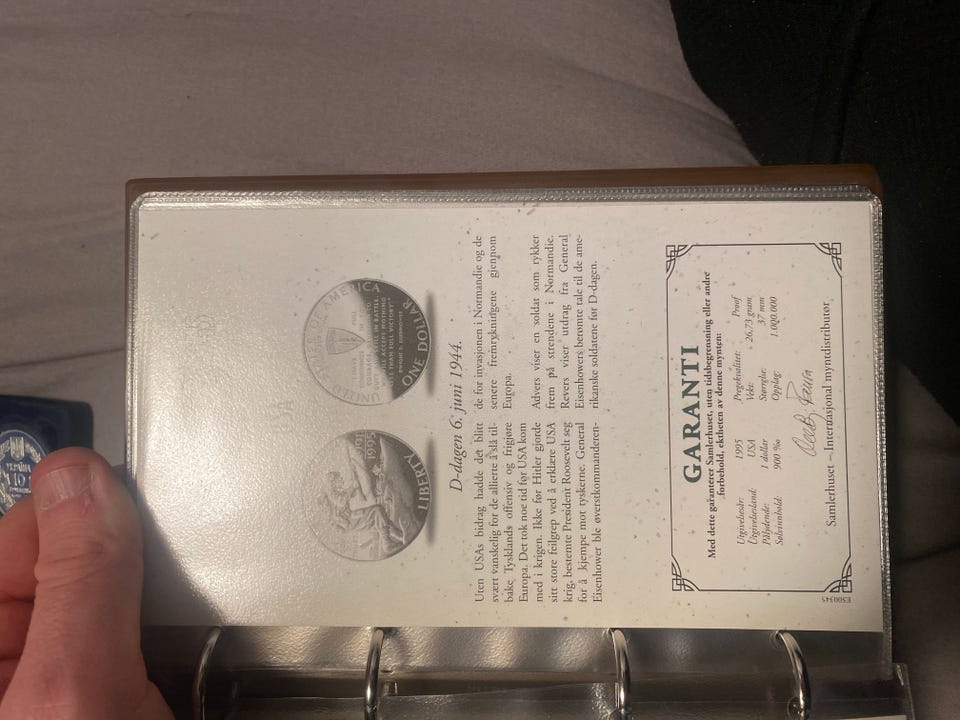 LIBERTY
1991
1995
UNITED
OF AMERICA
ONE DOLLAR
D-dagen 6. juni 1944.
Uten USAs bidrag hadde det blitt
svært vanskelig for de allierte å slå til-
bake Tysklands offensiv og frigjøre
Europa. Det tok noe tid før USA kom
med i krigen. Ikke før Hitler gjorde
sitt store feilgrep ved å erklære USA
krig, bestemte President Roosevelt seg
for å kjempe mot tyskerne. General
Eisenhower ble øverstkommanderen-
de for invasjonen i Normandie og de
senere fremrykningene gjennom
Europa.
Advers viser en soldat som rykker
frem på strendene i Normandie.
Revers viser utdrag fra General
Eisenhowers berømte tale til de ame-
rikanske soldatene før D-dagen.
GARANTI
Med dette garanterer Samlerhuset, uten tidsbegrensning eller andre
forbehold, ektheten av denne mynten:
Utgivelsesår: 1995 Pregekvalitet: Proof
Utgiverland: USA Vekt: 26,73 gram
Pålydende: 1 dollar Størrelse: 37 mm
Sølvinnhold: 900 ‰ Opplag: 1.000.000
Samlerhuset – Internasjonal myntdistributør
ES00345
УКРАЇНА